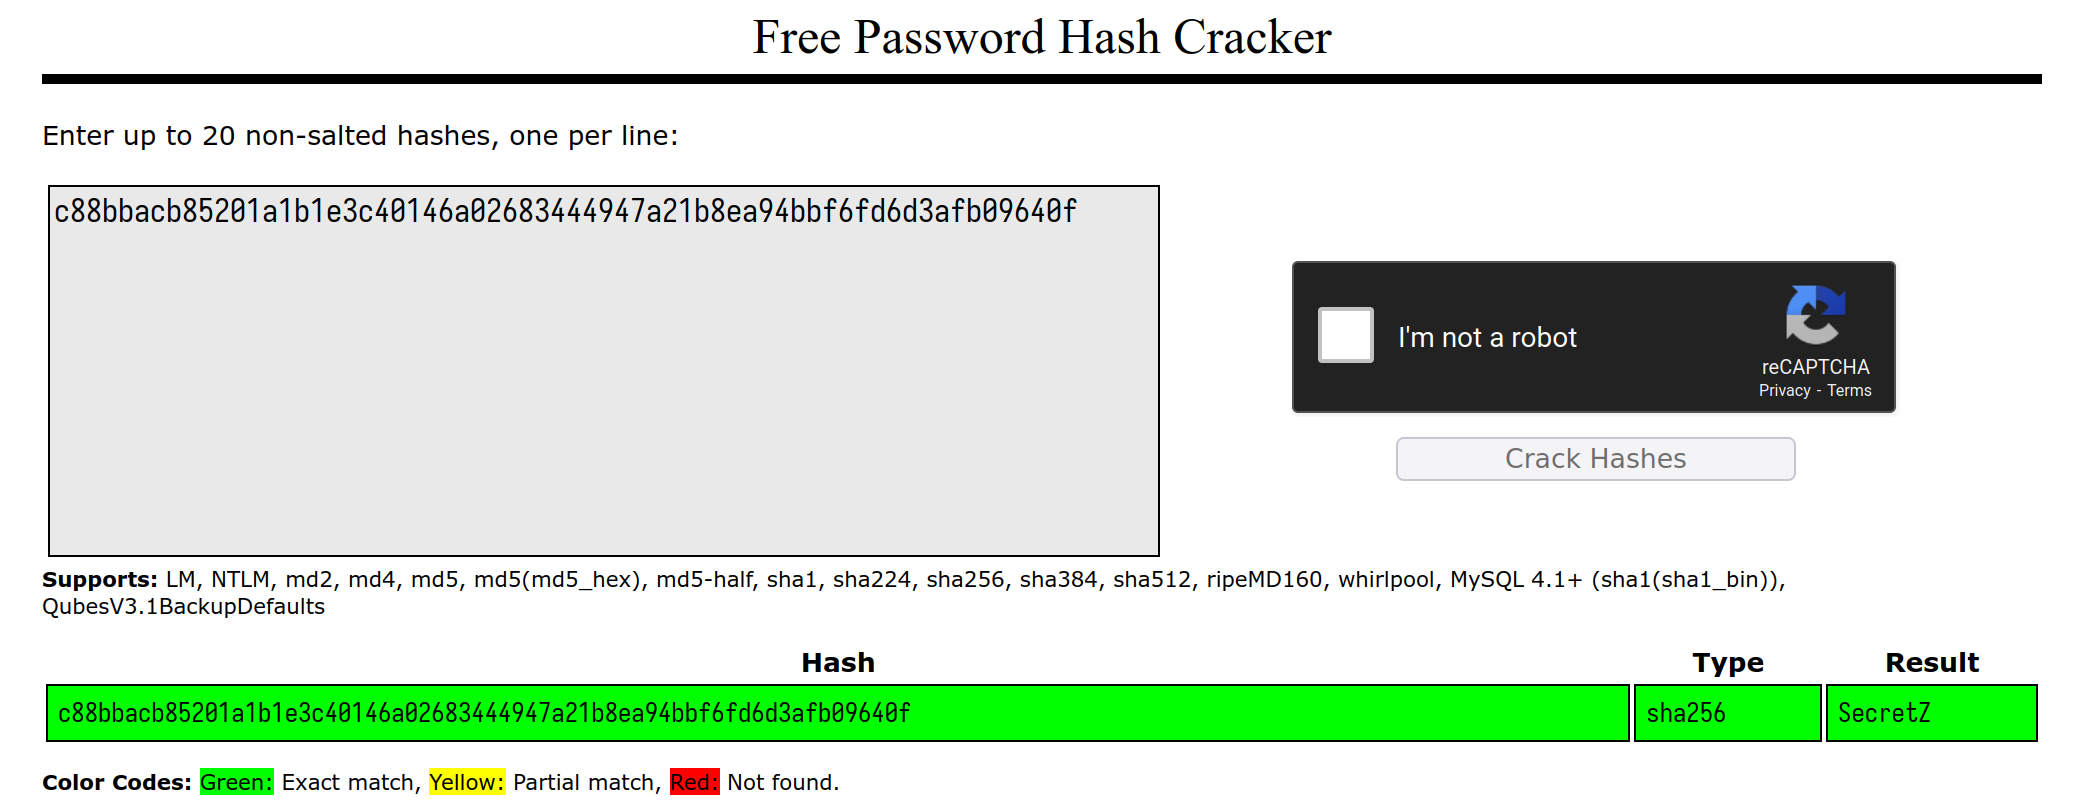 Free Password Hash Cracker
Enter up to 20 non-salted hashes, one per line:
c88bbacb85201a1b1e3c40146a02683444947a21b8ea94bbf6fd6d3afb09640f
I'm not a robot
reCAPTCHA
Privacy - Terms
Crack Hashes
Supports: LM, NTLM, md2, md4, md5, md5(md5_hex), md5-half, sha1, sha224, sha256, sha384, sha512, ripeMD160, whirlpool, MySQL 4.1+ (sha1(sha1_bin)),
QubesV3.1BackupDefaults
Hash Type Result
c88bbacb85201a1b1e3c40146a02683444947a21b8ea94bbf6fd6d3afb09640f sha256 SecretZ
Color Codes: Green: Exact match, Yellow: Partial match, Red: Not found.